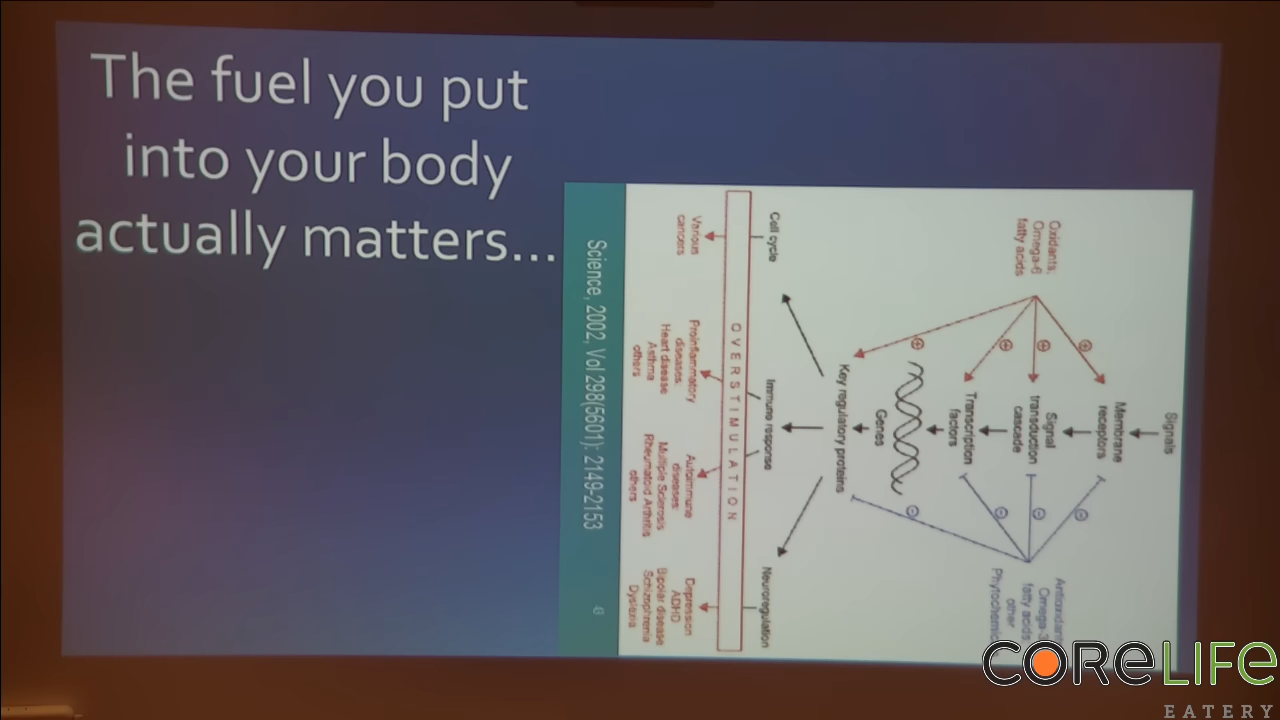 The fuel you put
into your body
actually matters...
Signals
Membrane
receptors
Signal
transduction
cascade
Transcription
factors
Genes
Key regulatory proteins
Oxidants,
Omega-6
fatty acids
Omega-3
fatty acids
other
Cell cycle
Immune response
Neuroregulation
OVERSTIMULATION
Various
cancers
Proinflammatory
diseases:
Heart disease
Asthma
others
Autoimmune
diseases:
Multiple Sclerosis
Rheumatoid Arthritis
others
Depression
ADHD
Bipolar disease
Schizophrenia
Dyslexia
Science, 2002, Vol 298(5601): 2149-2153
CORELIFE
EATERY